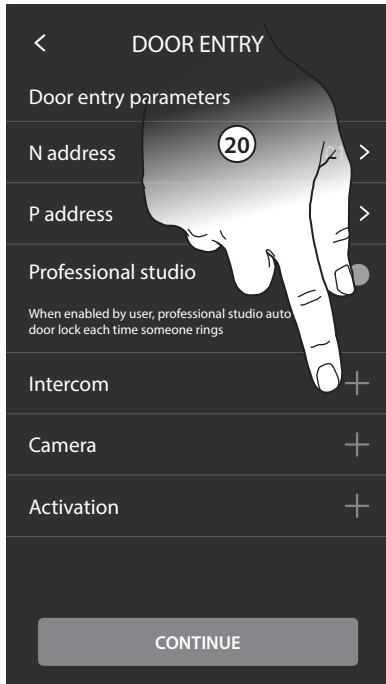 DOOR ENTRY
Door entry parameters
N address
20
P address
Professional studio
When enabled by user, professional studio auto
door lock each time someone rings
Intercom
Camera
Activation
CONTINUE